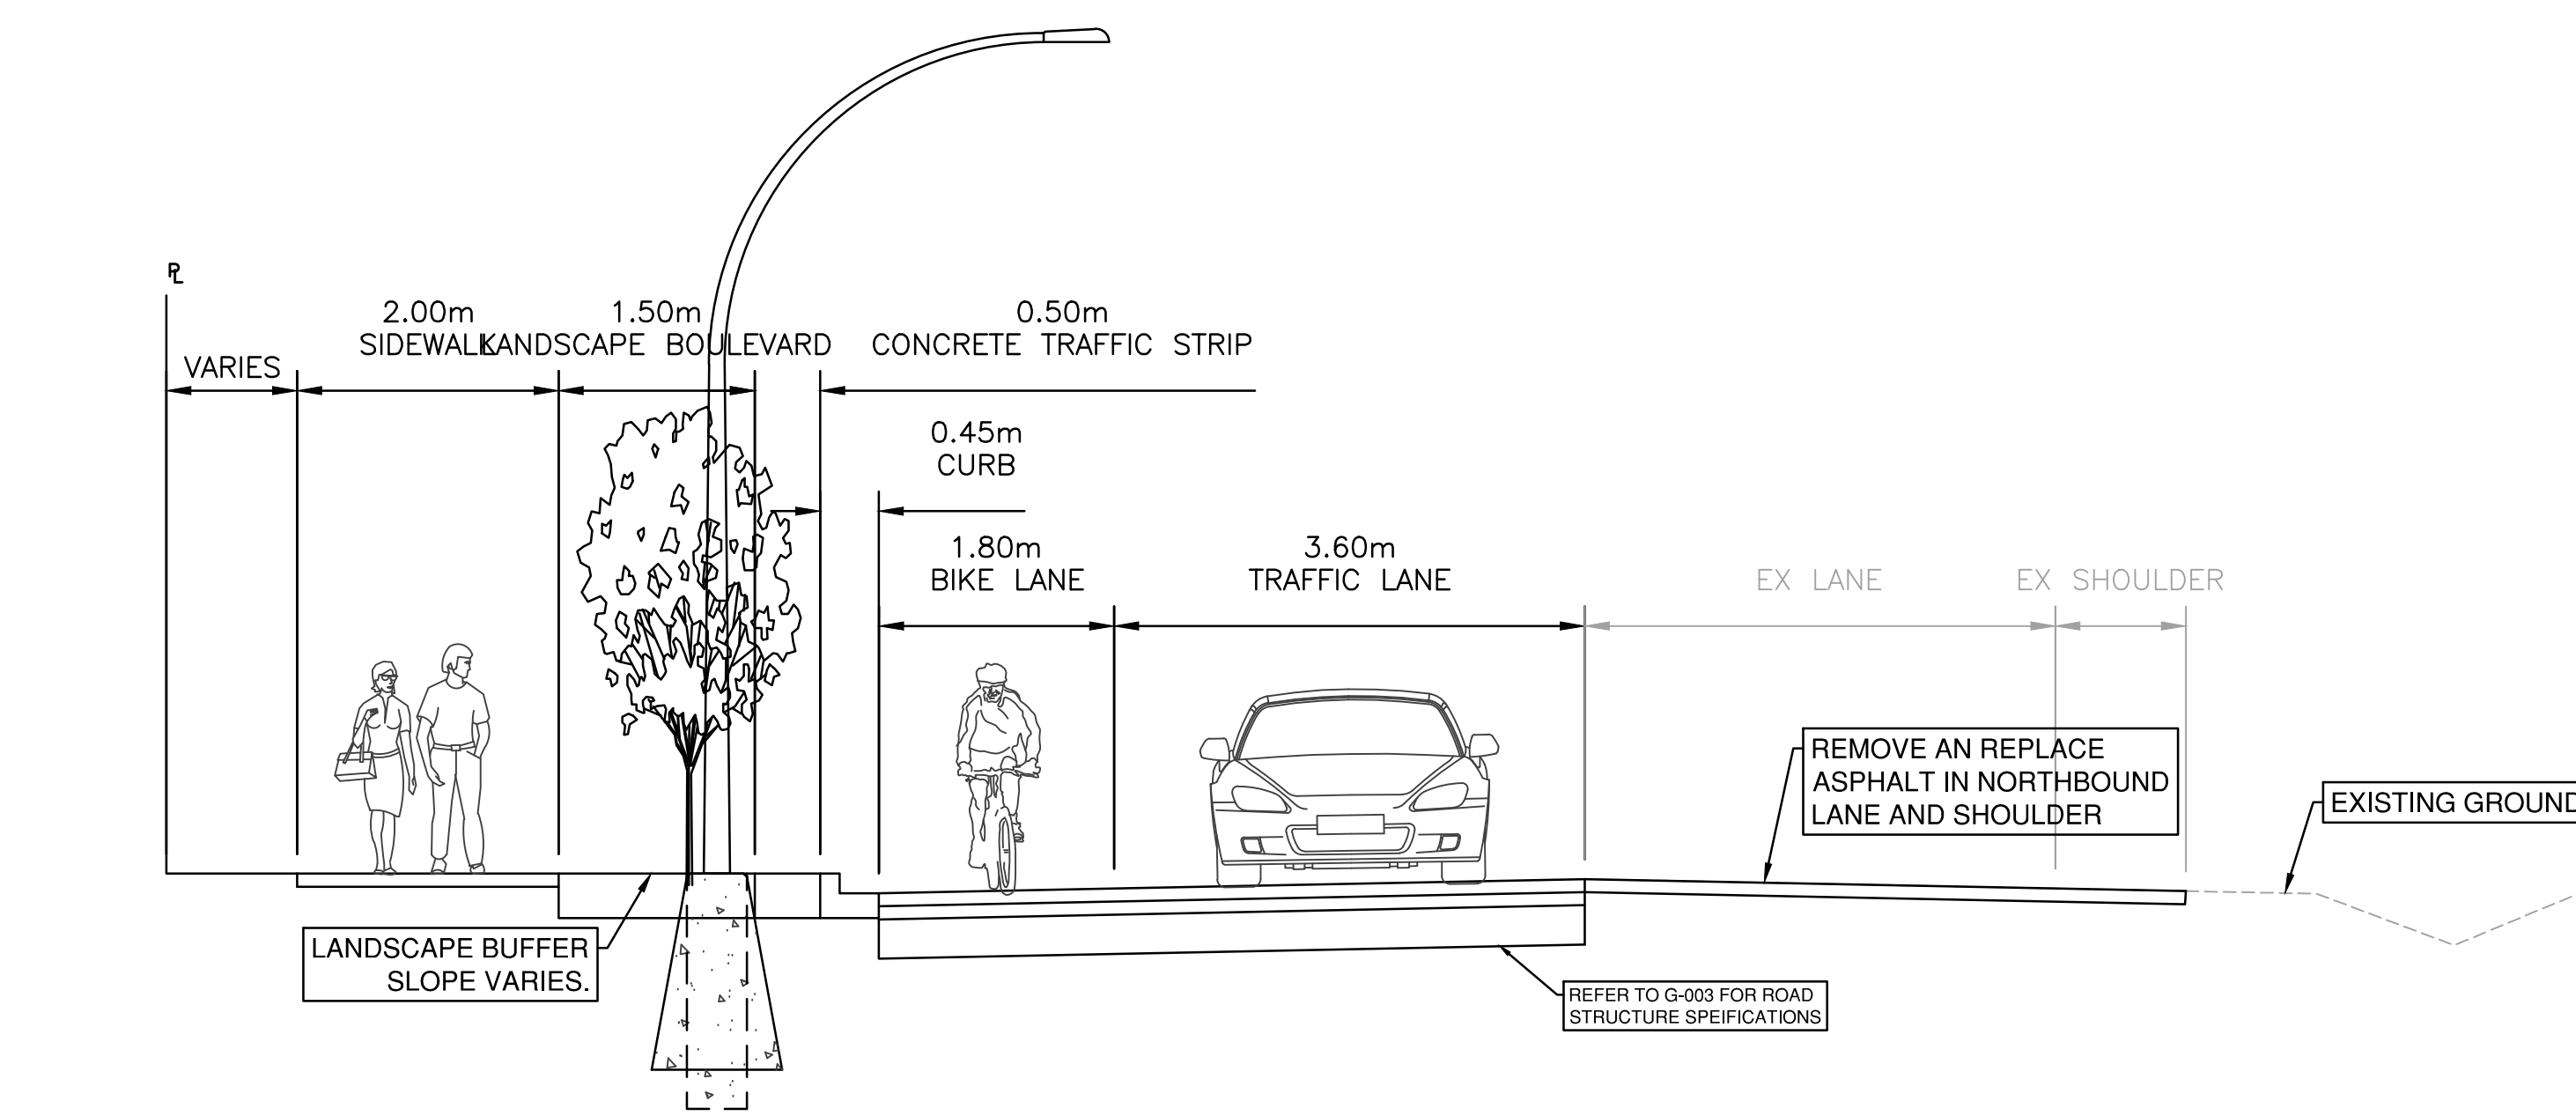 PL
2.00m
SIDEWALK
1.50m
LANDSCAPE BOULEVARD
0.50m
CONCRETE TRAFFIC STRIP
VARIES
0.45m
CURB
1.80m
BIKE LANE
3.60m
TRAFFIC LANE
EX LANE
EX SHOULDER
REMOVE AN REPLACE
ASPHALT IN NORTHBOUND
LANE AND SHOULDER
EXISTING GROUND
LANDSCAPE BUFFER
SLOPE VARIES.
REFER TO G-003 FOR ROAD
STRUCTURE SPEIFICATIONS